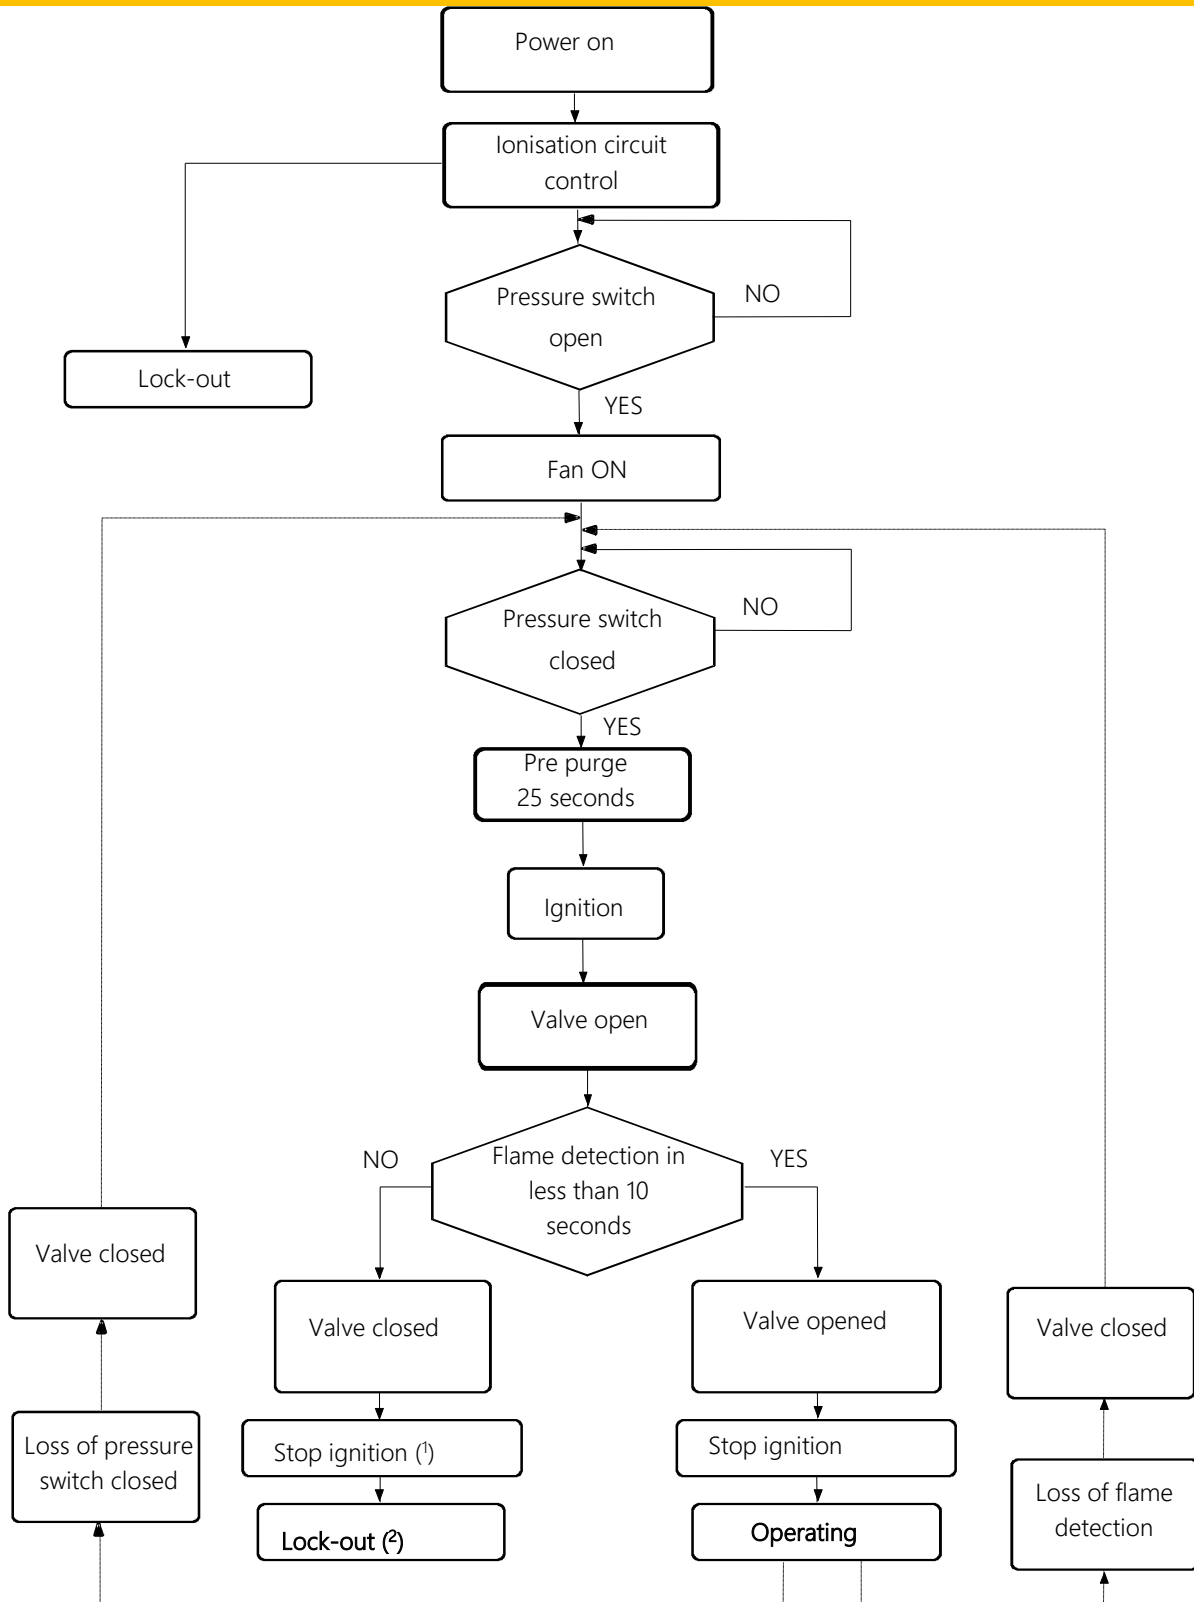 Power on
Ionisation circuit
control
Pressure switch
open
NO
Lock-out
YES
Fan ON
Pressure switch
closed
NO
YES
Pre purge
25 seconds
Ignition
Valve open
Flame detection in
less than 10
seconds
NO
YES
Valve closed
Valve closed
Valve opened
Valve closed
Loss of pressure
switch closed
Stop ignition (¹)
Stop ignition
Loss of flame
detection
Lock-out (²)
Operating